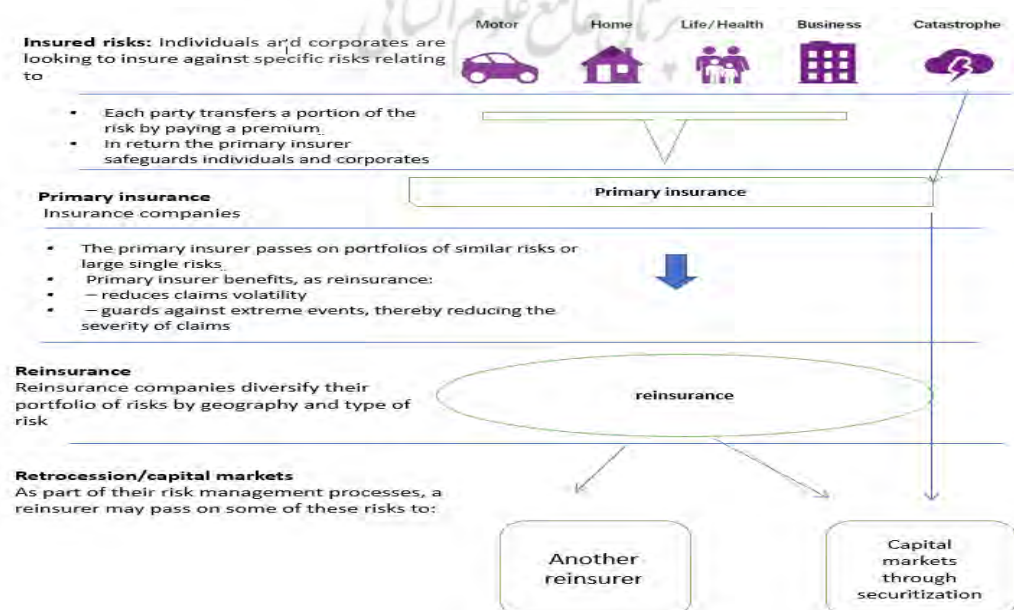 Motor Home Life/Health Business Catastrophe
Insured risks: Individuals and corporates are
looking to insure against specific risks relating
to
• Each party transfers a portion of the
risk by paying a premium
• In return the primary insurer
safeguards individuals and corporates
Primary insurance
Primary insurance
Insurance companies
• The primary insurer passes on portfolios of similar risks or
large single risks
• Primary insurer benefits, as reinsurance:
• – reduces claims volatility
• – guards against extreme events, thereby reducing the
severity of claims
Reinsurance
Reinsurance companies diversify their
portfolio of risks by geography and type of
risk
reinsurance
Retrocession/capital markets
As part of their risk management processes, a
reinsurer may pass on some of these risks to:
Another
reinsurer
Capital
markets
through
securitization